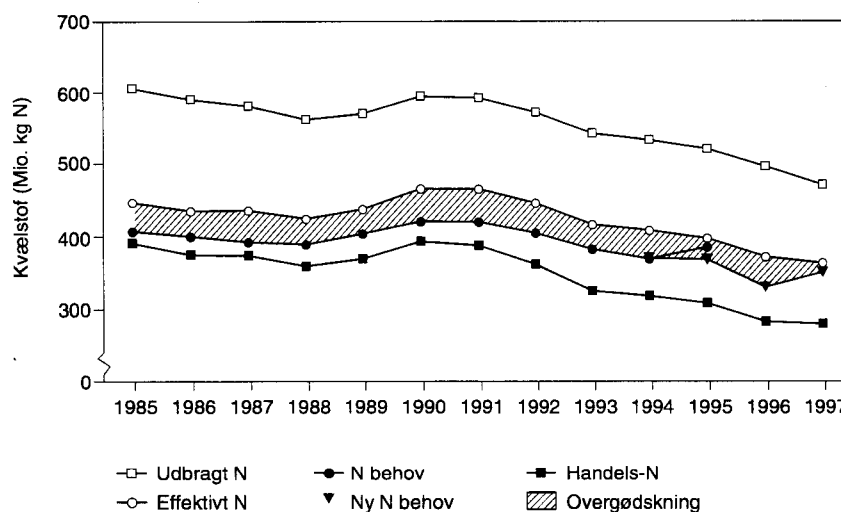 700
600
500
400
300
0
Kvælstof (Mio. kg N)
1985 1986 1987 1988 1989 1990 1991 1992 1993 1994 1995 1996 1997
Udbragt N N behov Handels-N
Effektivt N Ny N behov Overgødskning